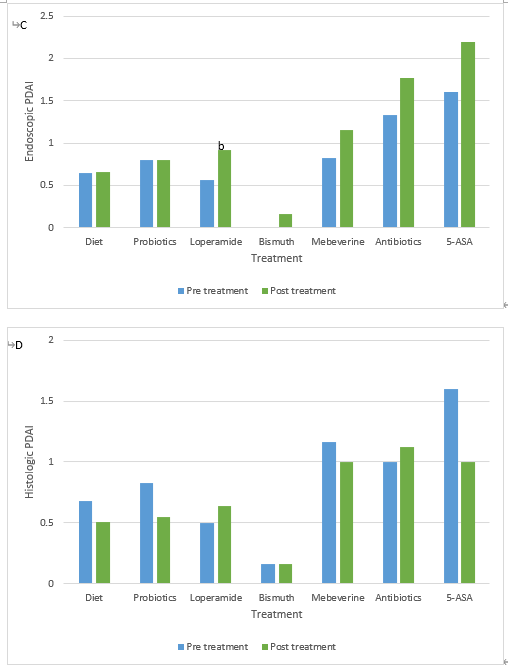 C
2.5
2
1.5
1
0.5
0
Endoscopic PDAI
b
Diet Probiotics Loperamide Bismuth Mebeverine Antibiotics 5-ASA
Treatment
Pre treatment Post treatment
D
2
1.5
1
0.5
0
Histologic PDAI
Diet Probiotics Loperamide Bismuth Mebeverine Antibiotics 5-ASA
Treatment
Pre treatment Post treatment